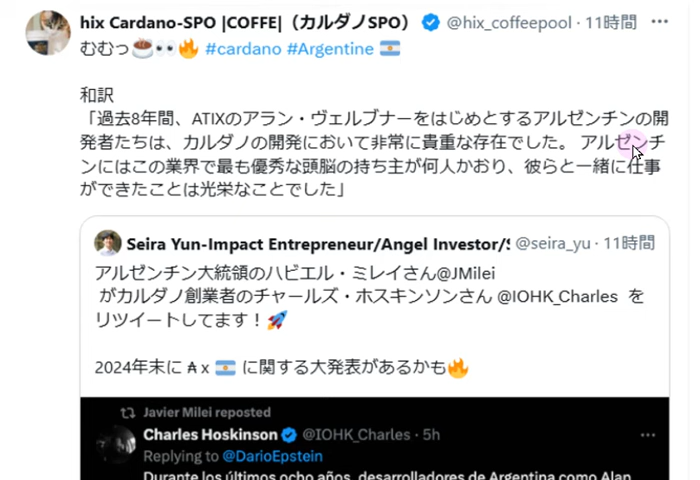 hix Cardano-SPO |COFFE|（カルダノSPO） @hix_coffeepool · 11時間
むむっ☕👀🔥 #cardano #Argentine 🇦🇷
和訳
「過去8年間、ATIXのアラン・ヴェルブナーをはじめとするアルゼンチンの開
発者たちは、カルダノの開発において非常に貴重な存在でした。 アルゼンチ
ンにはこの業界で最も優秀な頭脳の持ち主が何人かおり、彼らと一緒に仕事
ができたことは光栄なことでした」
Seira Yun-Impact Entrepreneur/Angel Investor/S @seira_yu · 11時間
アルゼンチン大統領のハビエル・ミレイさん@JMilei
がカルダノ創業者のチャールズ・ホスキンソンさん @IOHK_Charles を
リツイートしてます！🚀
2024年末に ₳ x 🇦🇷 に関する大発表があるかも🔥
Javier Milei reposted
Charles Hoskinson @IOHK_Charles · 5h
Replying to @DarioEpstein
Durante los últimos ocho años, desarrolladores de Argentina como Alan